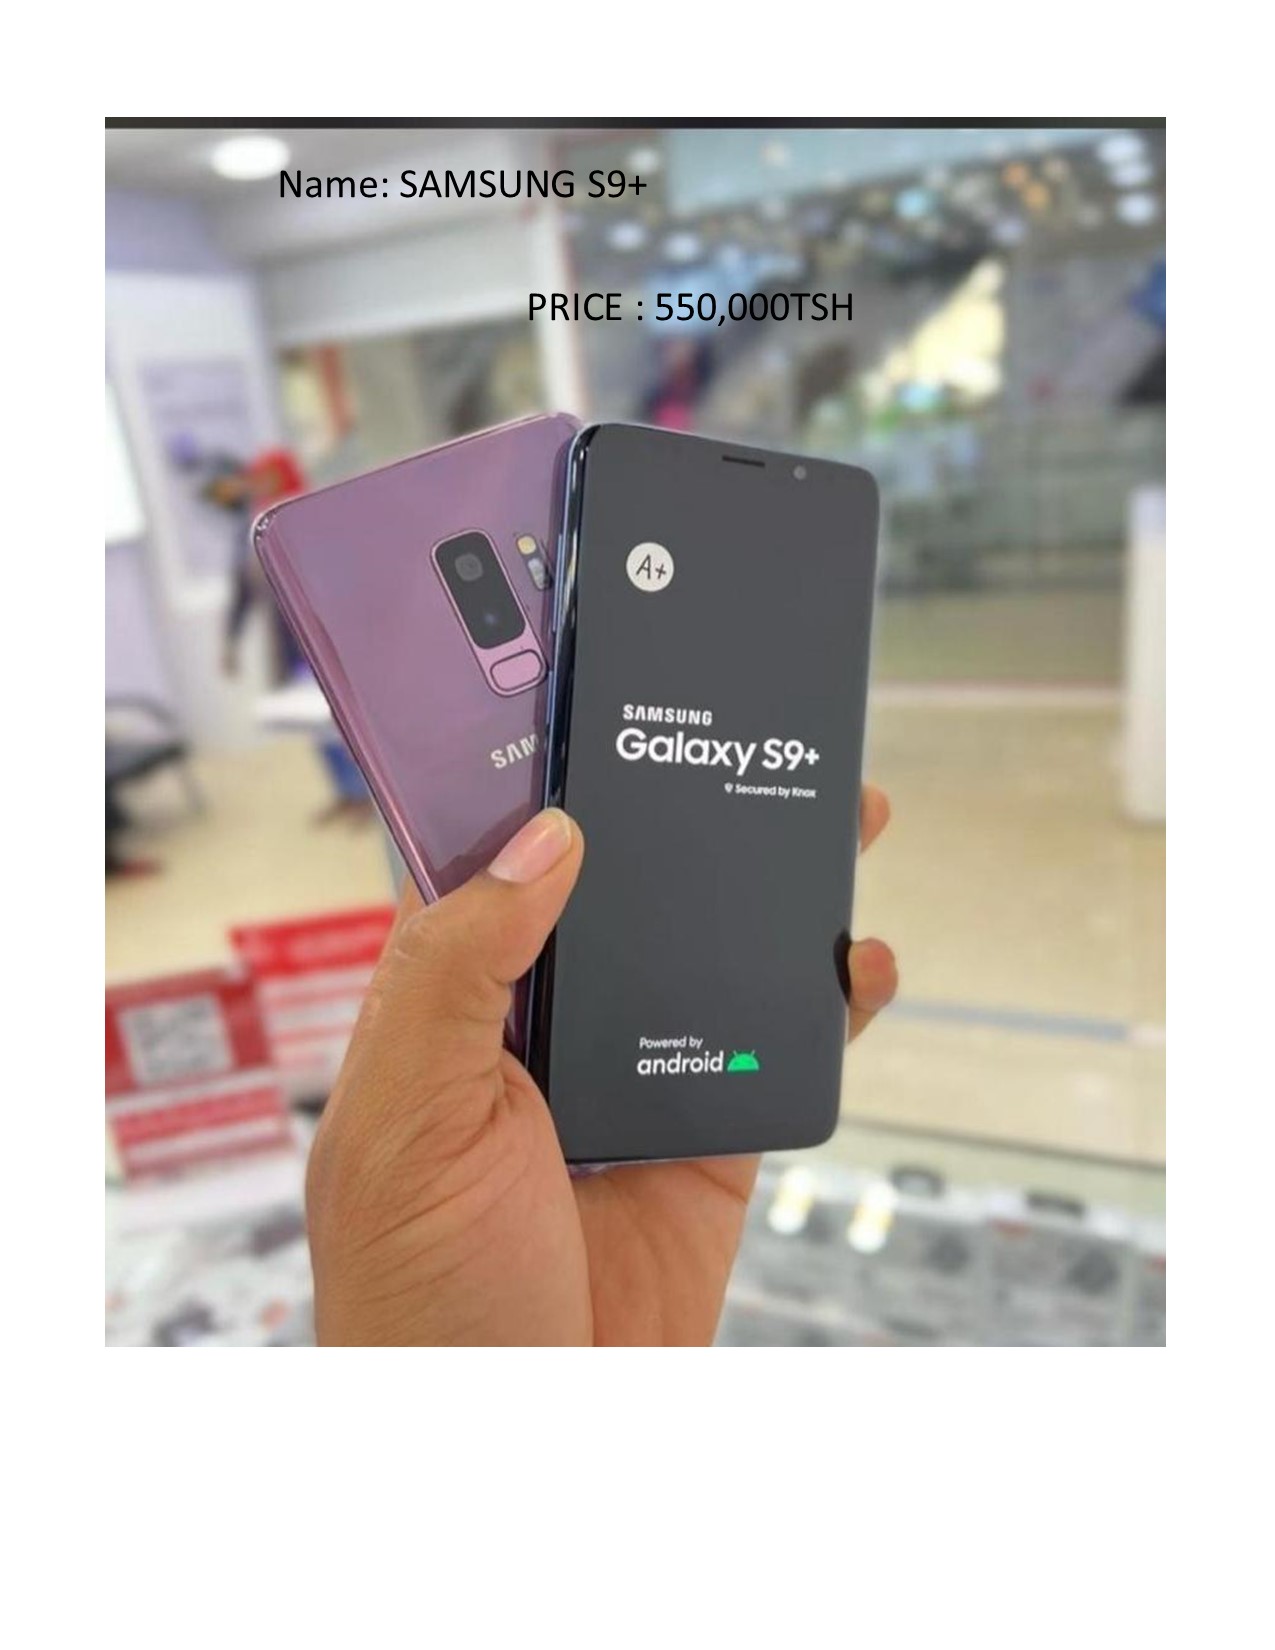 Name: SAMSUNG S9+
PRICE : 550,000TSH
A+
SAM
SAMSUNG
Galaxy S9+
Secured by Knox
Powered by
android